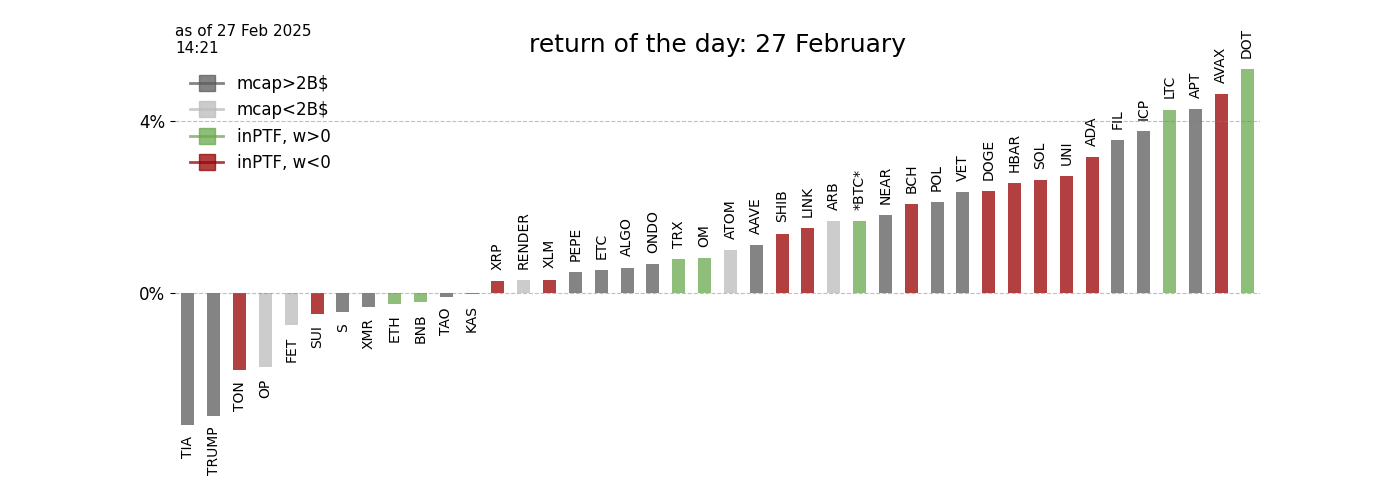 as of 27 Feb 2025
14:21
return of the day: 27 February
mcap>2B$
mcap<2B$
inPTF, w>0
inPTF, w<0
4%
0%
TIA
TRUMP
TON
OP
FET
SUI
S
XMR
ETH
BNB
TAO
KAS
XRP
RENDER
XLM
PEPE
ETC
ALGO
ONDO
TRX
OM
ATOM
AAVE
SHIB
LINK
ARB
*BTC*
NEAR
BCH
POL
VET
DOGE
HBAR
SOL
UNI
ADA
FIL
ICP
LTC
APT
AVAX
DOT